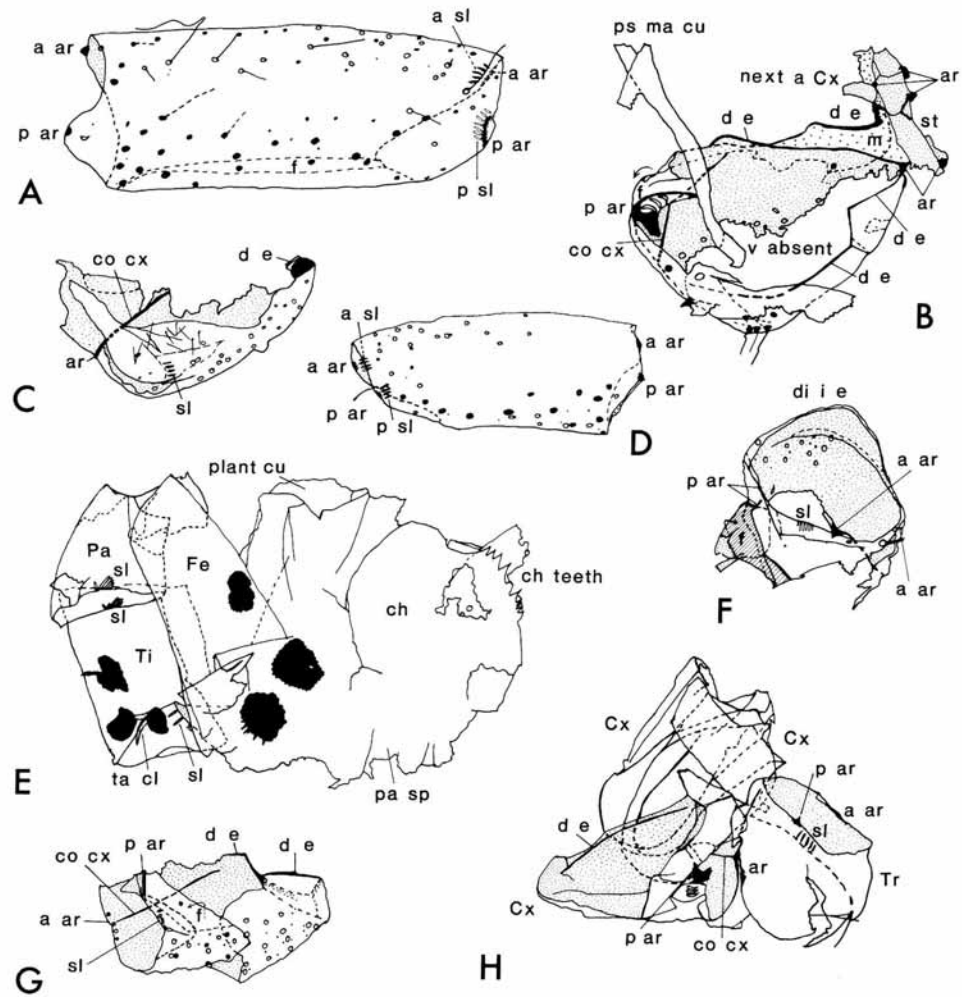 a ar
p ar
f
a sl
a ar
p ar
p sl
A
ps ma cu
next a Cx
ar
d e
d e
st
m
p ar
ar
co cx
v absent
d e
d e
B
co cx
d e
ar
sl
C
a sl
a ar
a ar
p ar
p ar
p sl
D
plant cu
Pa
sl
Fe
sl
ch
ch teeth
Ti
ta cl
sl
pa sp
E
di i e
p ar
a ar
sl
f
a ar
F
d e
d e
p ar
co cx
f
a ar
sl
G
Cx
Cx
p ar
a ar
sl
d e
ar
Tr
Cx
p ar
co cx
H